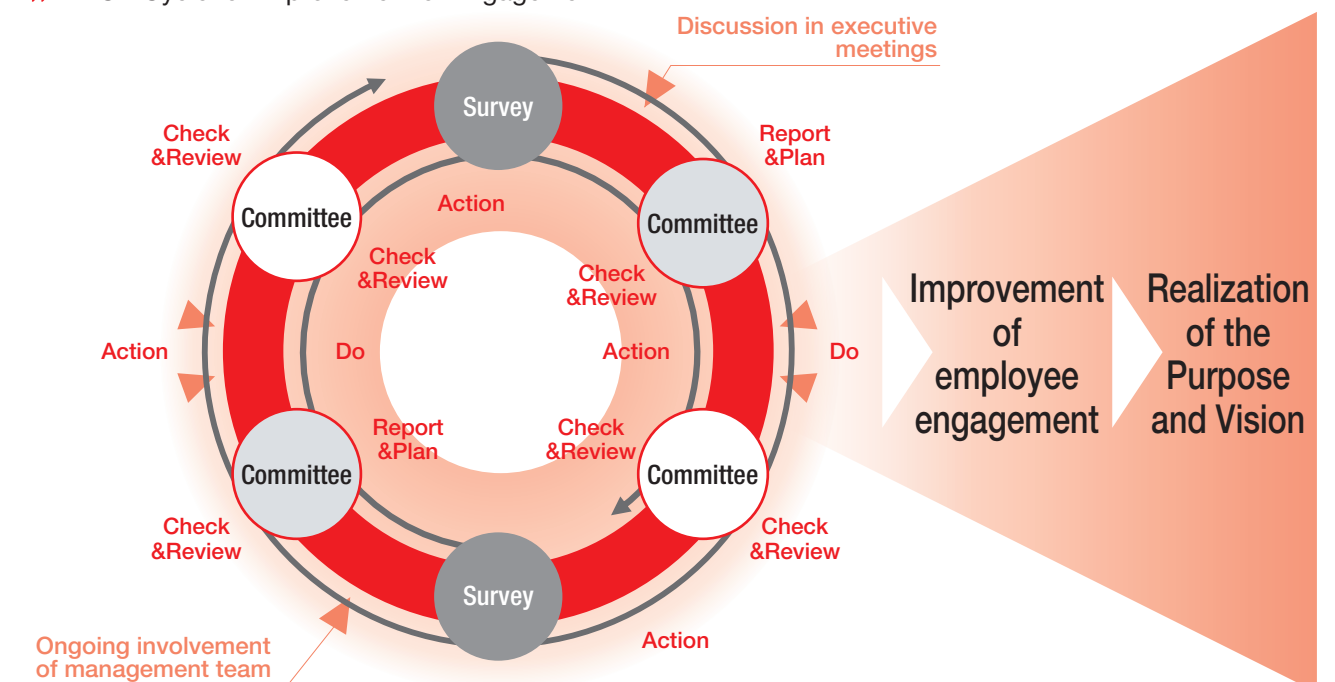 Discussion in executive
meetings
Survey
Check
&Review
Report
&Plan
Committee
Action
Committee
Check
&Review
Check
&Review
Action
Do
Action
Do
Improvement
of
employee
engagement
Realization
of the
Purpose
and Vision
Report
&Plan
Check
&Review
Committee
Committee
Check
&Review
Check
&Review
Survey
Action
Ongoing involvement
of management team